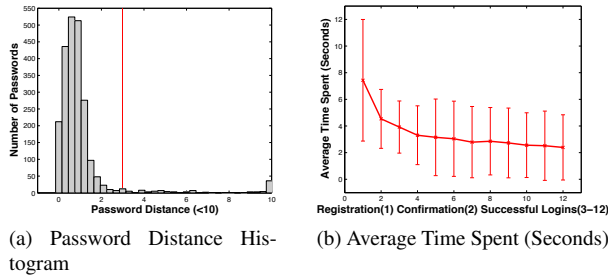 550
500
450
400
350
300
250
200
150
100
50
0
Number of Passwords
0 2 4 6 8 10
Password Distance (<10)
(a) Password Distance His-
togram
12
10
8
6
4
2
0
Average Time Spent (Seconds)
0 2 4 6 8 10 12
Registration(1) Confirmation(2) Successful Logins(3-12)
(b) Average Time Spent (Seconds)